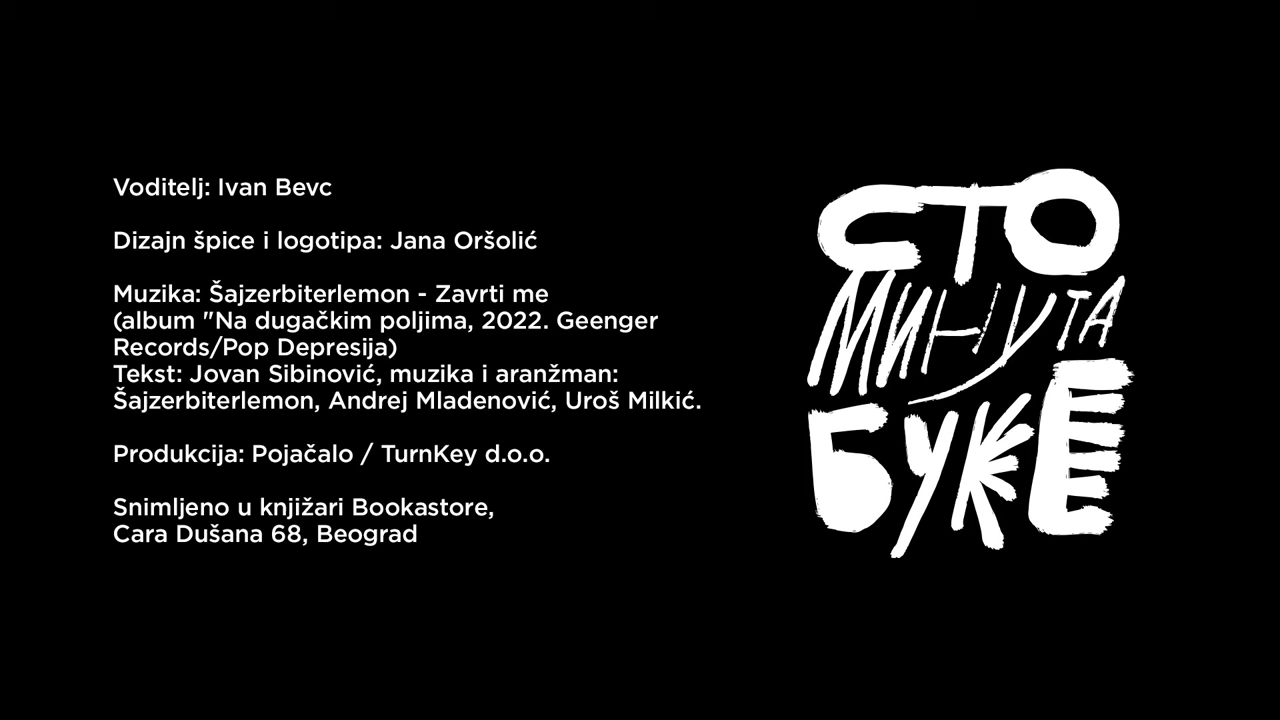 Voditelj: Ivan Bevc
Dizajn špice i logotipa: Jana Oršolić
Muzika: Šajzerbiterlemon - Zavrti me
(album "Na dugačkim poljima, 2022. Geenger
Records/Pop Depresija)
Tekst: Jovan Sibinović, muzika i aranžman:
Šajzerbiterlemon, Andrej Mladenović, Uroš Milkić.
Produkcija: Pojačalo / TurnKey d.o.o.
Snimljeno u knjižari Bookastore,
Cara Dušana 68, Beograd
СТО
МИНУТА
БУКЕ